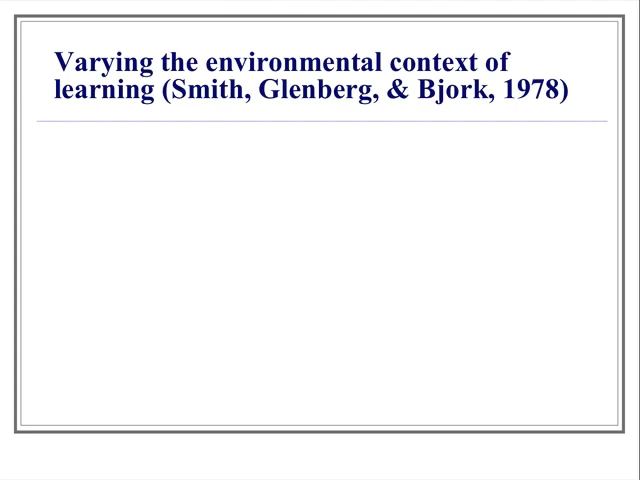 Varying the environmental context of
learning (Smith, Glenberg, & Bjork, 1978)